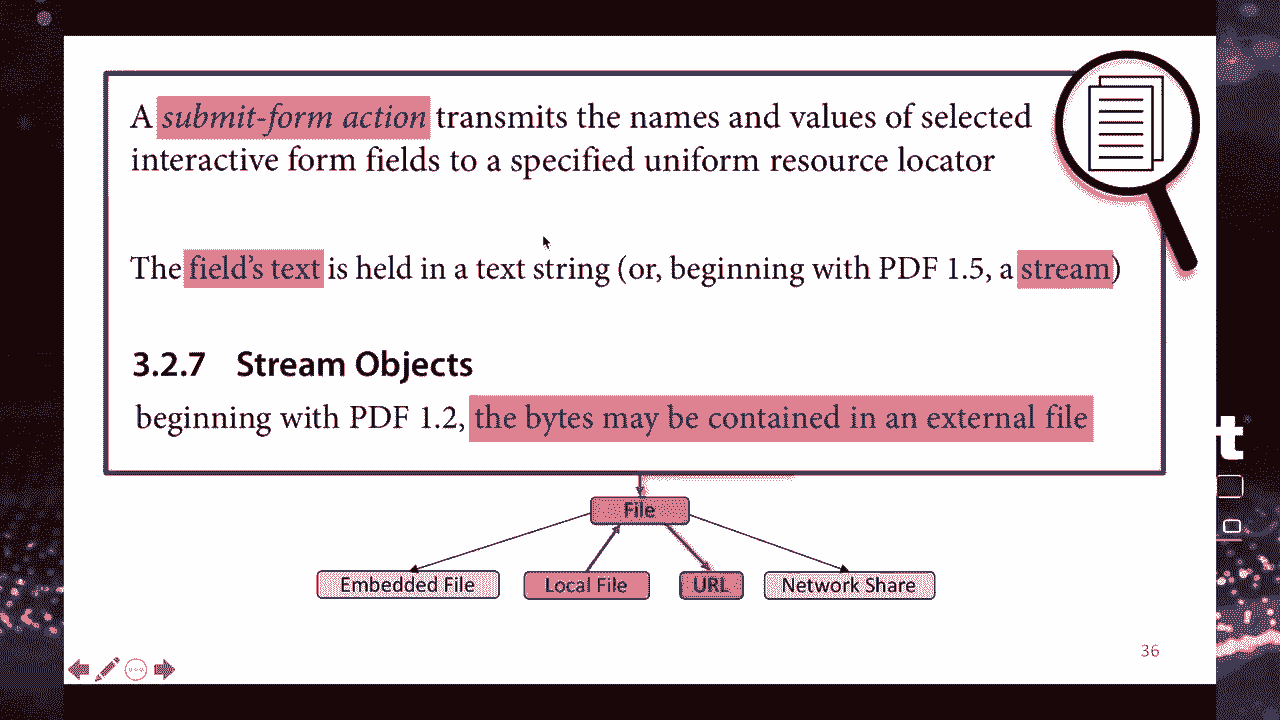 A submit-form action transmits the names and values of selected
interactive form fields to a specified uniform resource locator
The field's text is held in a text string (or, beginning with PDF 1.5, a stream)
3.2.7 Stream Objects
beginning with PDF 1.2, the bytes may be contained in an external file
File
Embedded File
Local File
URL
Network Share
36
t